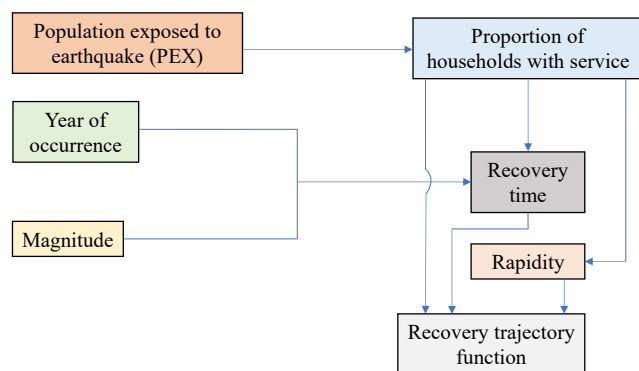 Population exposed to
earthquake (PEX)
Proportion of
households with service
Year of
occurrence
Recovery
time
Magnitude
Rapidity
Recovery trajectory
function